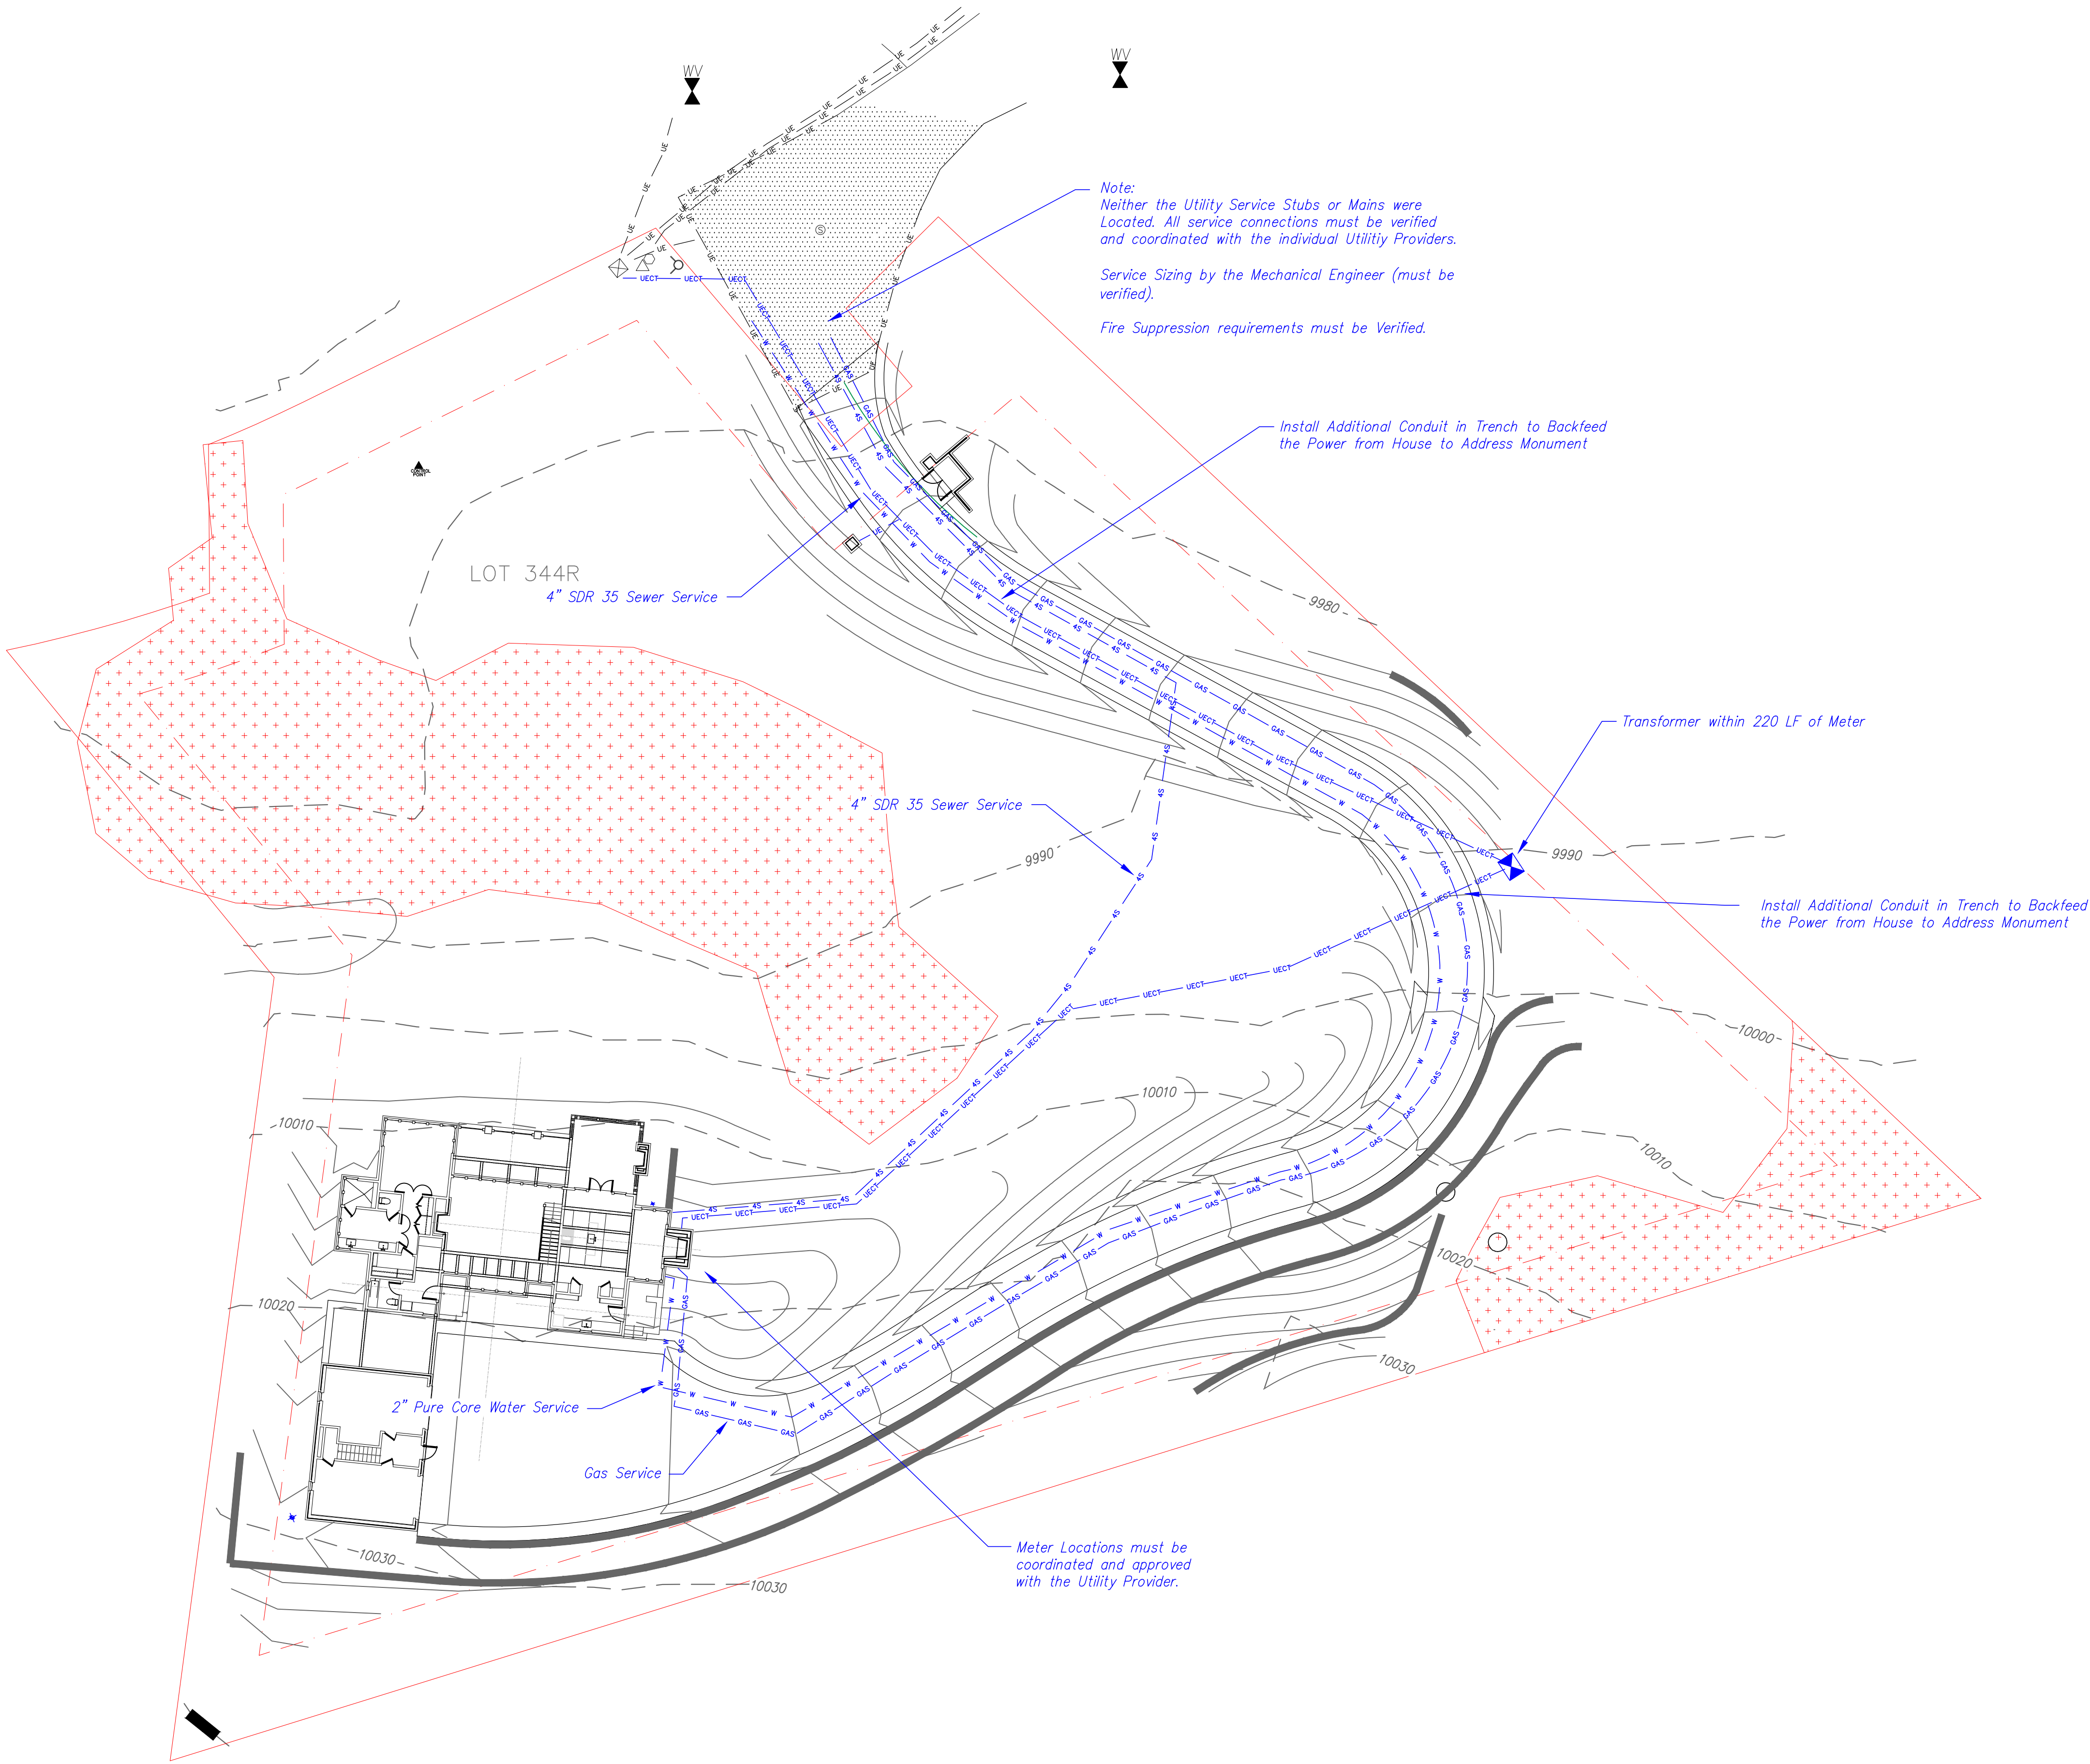 WV
WV
Note:
Neither the Utility Service Stubs or Mains were
Located. All service connections must be verified
and coordinated with the individual Utilitiy Providers.
Service Sizing by the Mechanical Engineer (must be
verified).
Fire Suppression requirements must be Verified.
S
UECT UECT UECT
Install Additional Conduit in Trench to Backfeed
the Power from House to Address Monument
CONTROL
POINT
LOT 344R
4" SDR 35 Sewer Service
9980
Transformer within 220 LF of Meter
4" SDR 35 Sewer Service
9990
9990
Install Additional Conduit in Trench to Backfeed
the Power from House to Address Monument
10000
10010
10010
10010
10020
10020
10030
2" Pure Core Water Service
Gas Service
Meter Locations must be
coordinated and approved
with the Utility Provider.
10030
10030